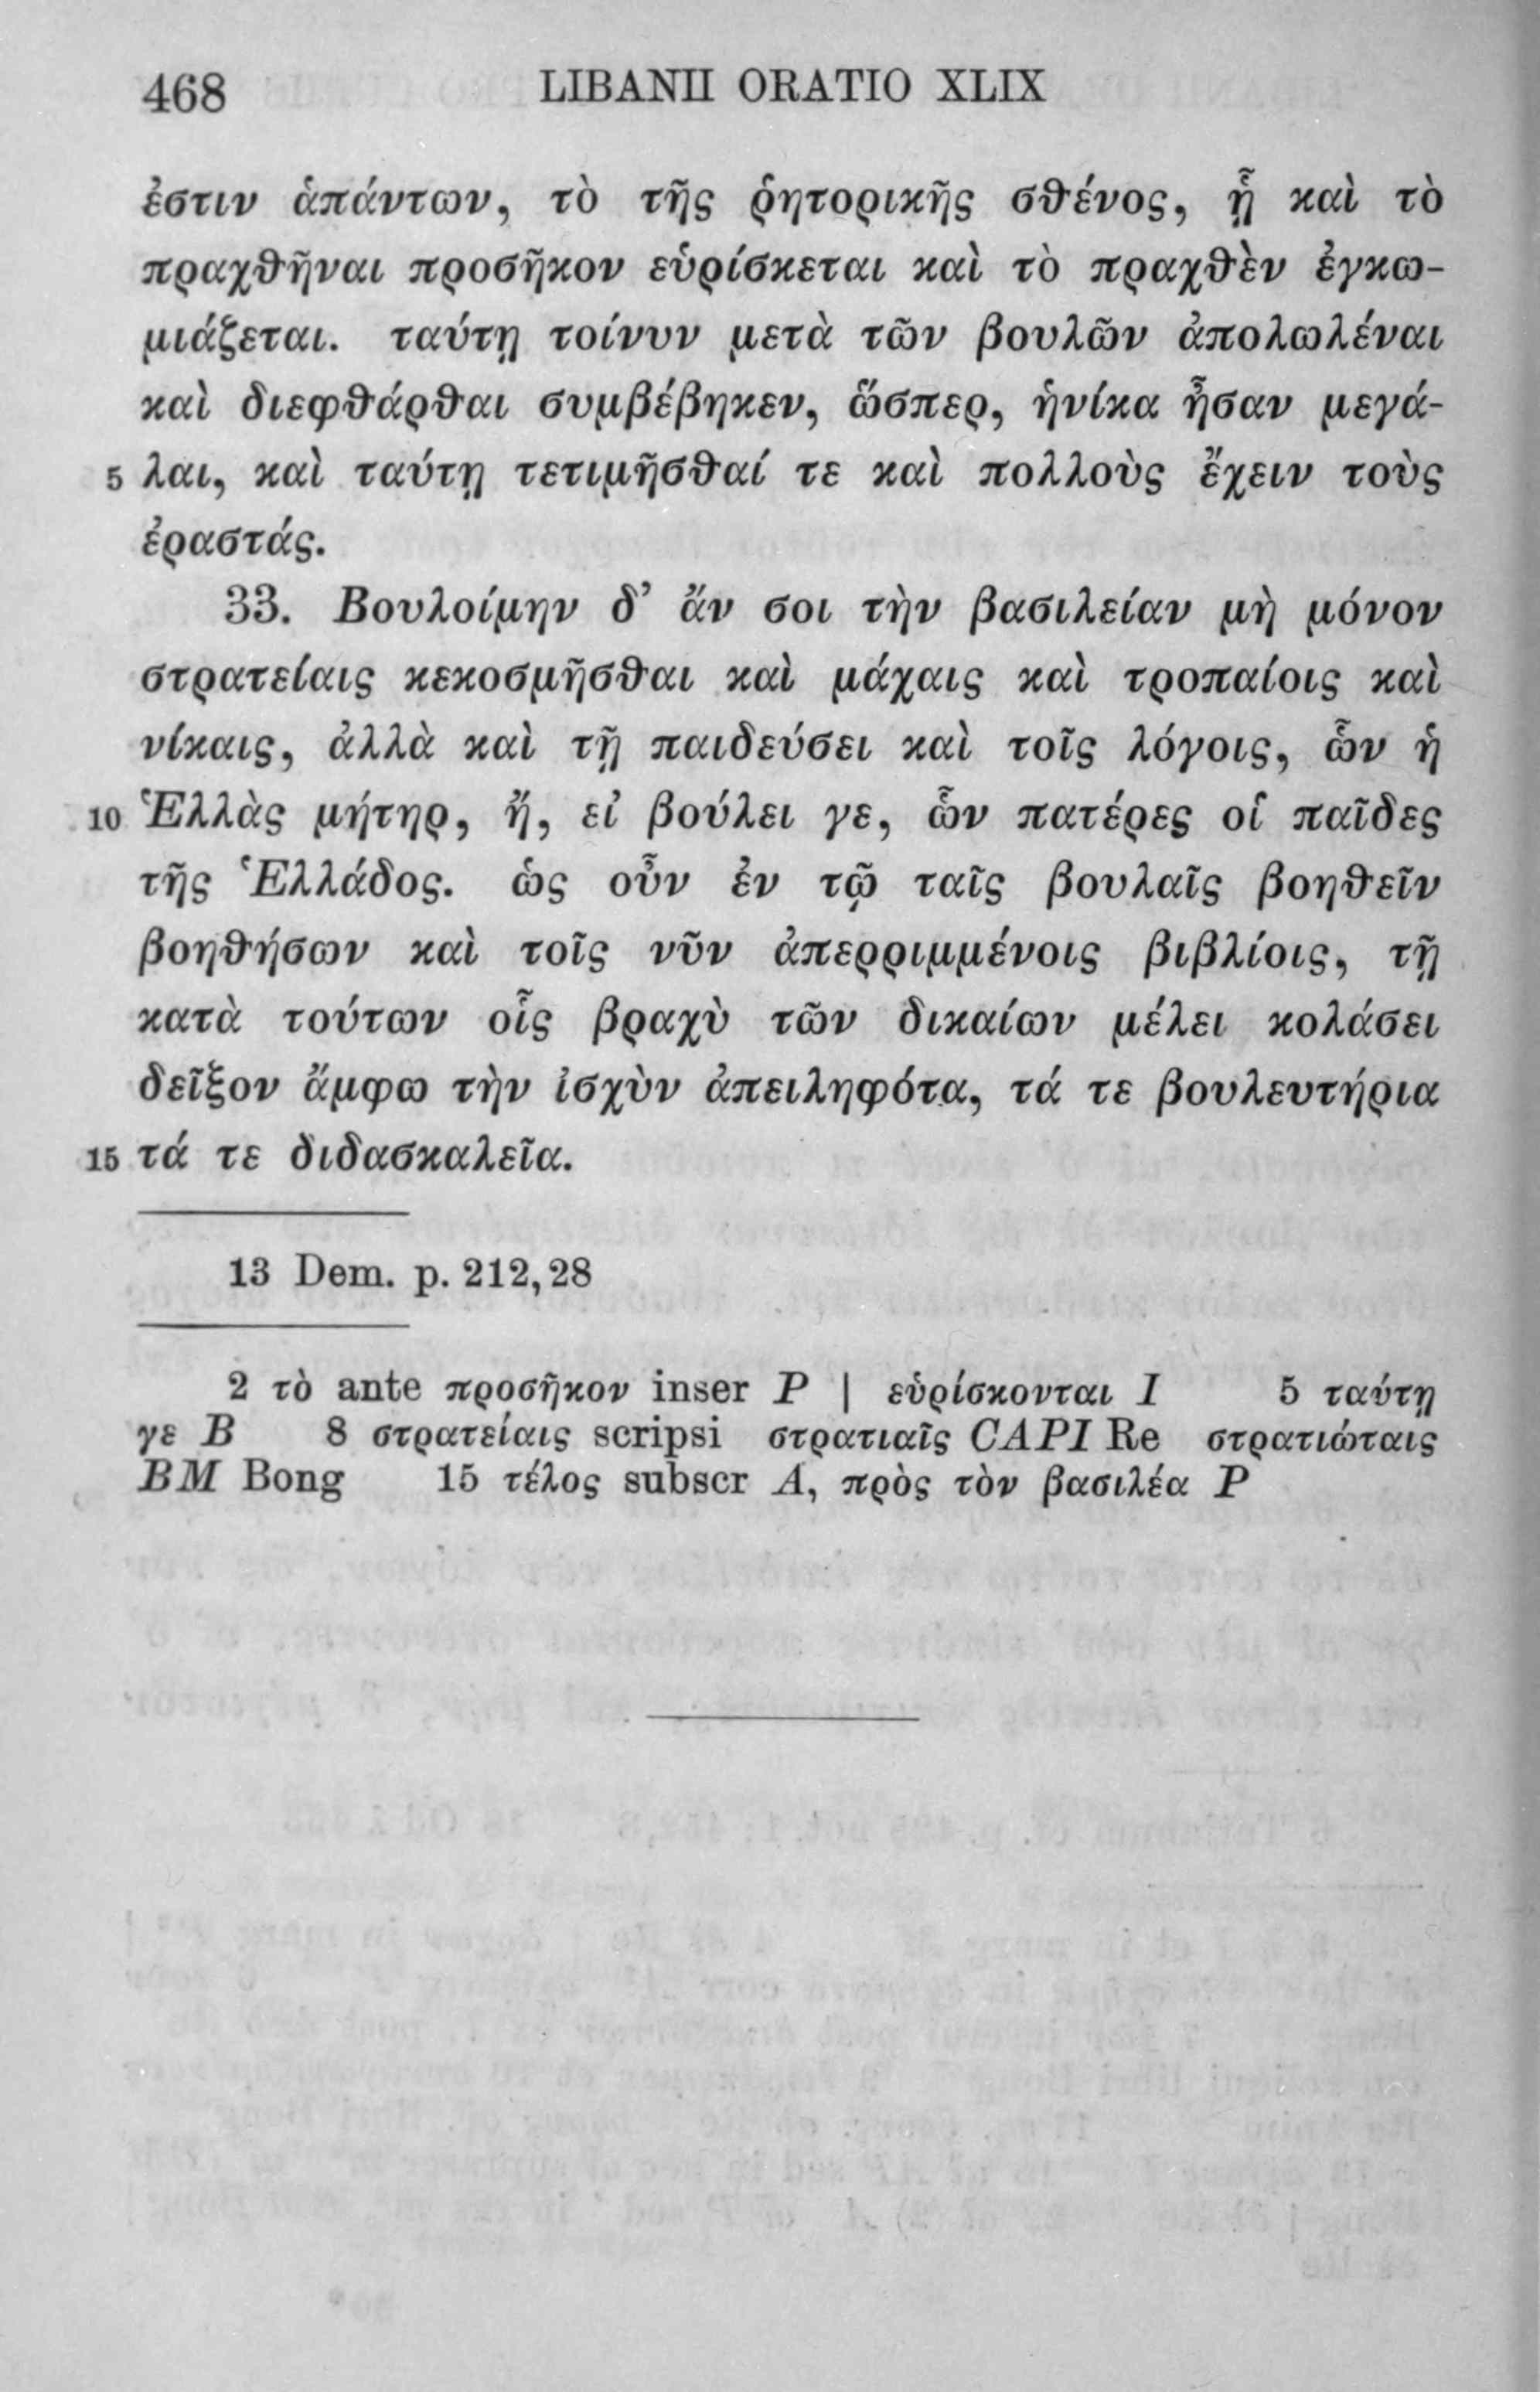 468 LIBANII ORATIO XLIX
ἐστιν ἁπάντων, τὸ τῆς ῥητορικῆς σθένος, ᾗ καὶ τὸ
πραχθῆναι προσῆκον εὑρίσκεται καὶ τὸ πραχθὲν ἐγκω-
μιάζεται. ταύτῃ τοίνυν μετὰ τῶν βουλῶν ἀπολωλέναι
καὶ διεφθάρθαι συμβέβηκεν, ὥσπερ, ἡνίκα ἦσαν μεγά-
5 λαι, καὶ ταύτῃ τετιμῆσθαί τε καὶ πολλοὺς ἔχειν τοὺς
ἐραστάς.
33. Βουλοίμην δ’ ἄν σοι τὴν βασιλείαν μὴ μόνον
στρατείαις κεκοσμῆσθαι καὶ μάχαις καὶ τροπαίοις καὶ
νίκαις, ἀλλὰ καὶ τῇ παιδεύσει καὶ τοῖς λόγοις, ὧν ἡ
10 Ἑλλὰς μήτηρ, ἤ, εἰ βούλει γε, ὧν πατέρες οἱ παῖδες
τῆς Ἑλλάδος. ὡς οὖν ἐν τῷ ταῖς βουλαῖς βοηθεῖν
βοηθήσων καὶ τοῖς νῦν ἀπερριμμένοις βιβλίοις, τῇ
κατὰ τούτων οἷς βραχὺ τῶν δικαίων μέλει κολάσει
δεῖξον ἄμφω τὴν ἰσχὺν ἀπειληφότα, τά τε βουλευτήρια
15 τά τε διδασκαλεῖα.
13 Dem. p. 212,28
2 τὸ ante προσῆκον inser P | εὑρίσκονται I 5 ταύτῃ
γε B 8 στρατείαις scripsi στρατιαῖς CAPI Re στρατιώταις
BM Bong 15 τέλος subscr A, πρὸς τὸν βασιλέα P